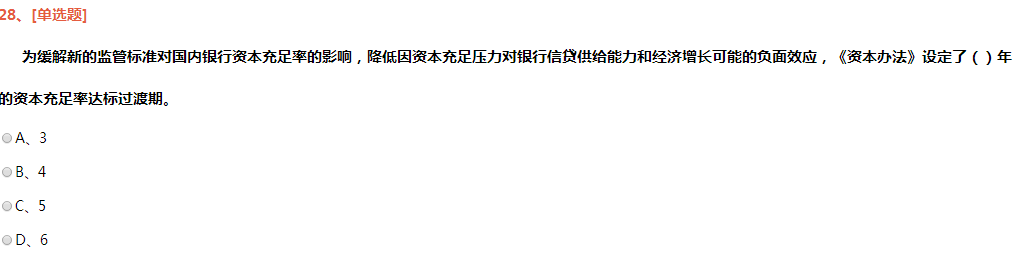 28、[单选题]
为缓解新的监管标准对国内银行资本充足率的影响，降低因资本充足压力对银行信贷供给能力和经济增长可能的负面效应，《资本办法》设定了 ( ) 年
的资本充足率达标过渡期。
A、3
B、4
C、5
D、6